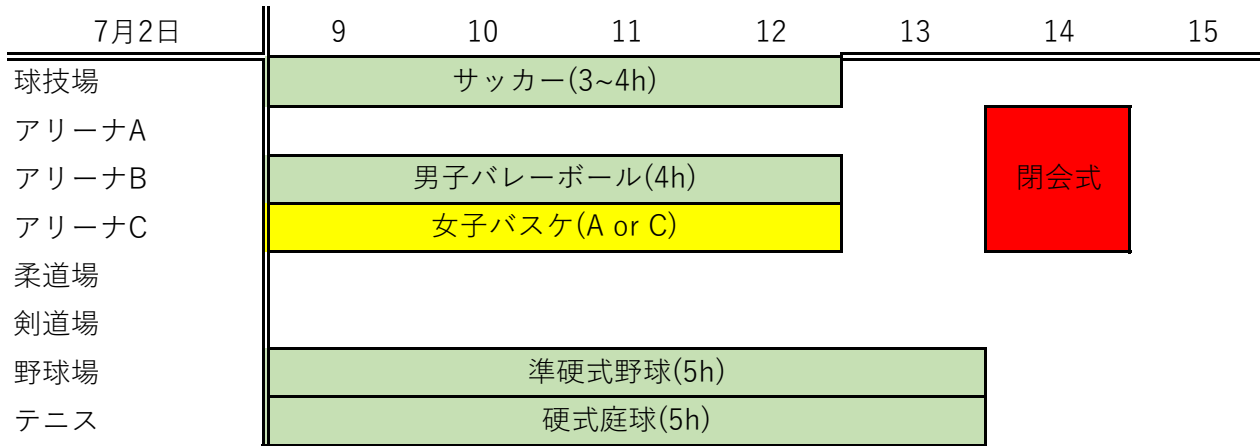 7月2日 9 10 11 12 13 14 15
球技場 サッカー(3~4h)
アリーナA
アリーナB 男子バレーボール(4h) 閉会式
アリーナC 女子バスケ(A or C)
柔道場
剣道場
野球場 準硬式野球(5h)
テニス 硬式庭球(5h)